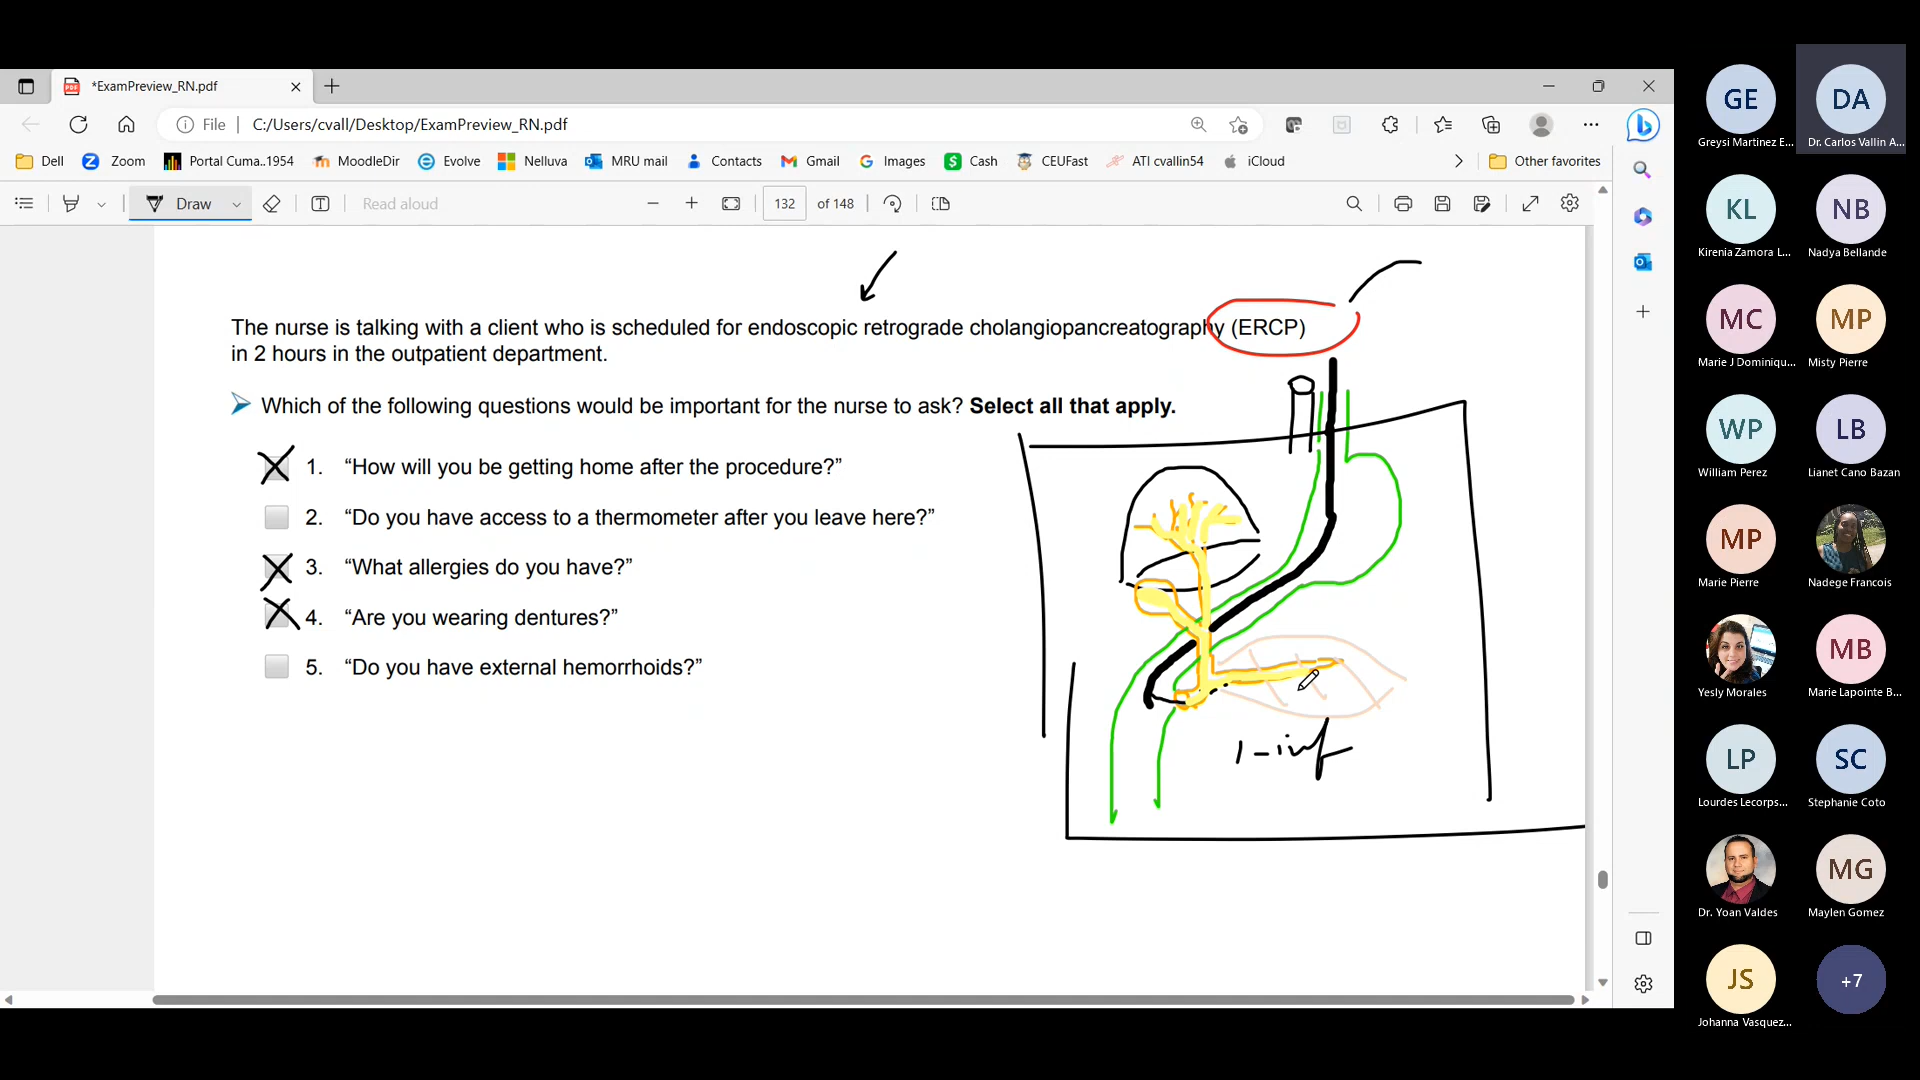 *ExamPreview_RN.pdf
File
C:/Users/cvall/Desktop/ExamPreview_RN.pdf
Dell Zoom Portal Cuma..1954 MoodleDir Evolve Nelluva MRU mail Contacts Gmail Images Cash CEUFast ATI cvallin54 iCloud Other favorites
Draw Read aloud 132 of 148
The nurse is talking with a client who is scheduled for endoscopic retrograde cholangiopancreatography (ERCP)
in 2 hours in the outpatient department.
Which of the following questions would be important for the nurse to ask? Select all that apply.
1. “How will you be getting home after the procedure?”
2. “Do you have access to a thermometer after you leave here?”
3. “What allergies do you have?”
4. “Are you wearing dentures?”
5. “Do you have external hemorrhoids?”
1-inf
GE DA
Greysi Martinez E... Dr. Carlos Vallin A...
KL NB
Kirenia Zamora L... Nadya Bellande
MC MP
Marie J Dominiqu... Misty Pierre
WP LB
William Perez Lianet Cano Bazan
MP
Marie Pierre Nadege Francois
MB
Yesly Morales Marie Lapointe B...
LP SC
Lourdes Lecorps... Stephanie Coto
MG
Dr. Yoan Valdes Maylen Gomez
JS +7
Johanna Vasquez...